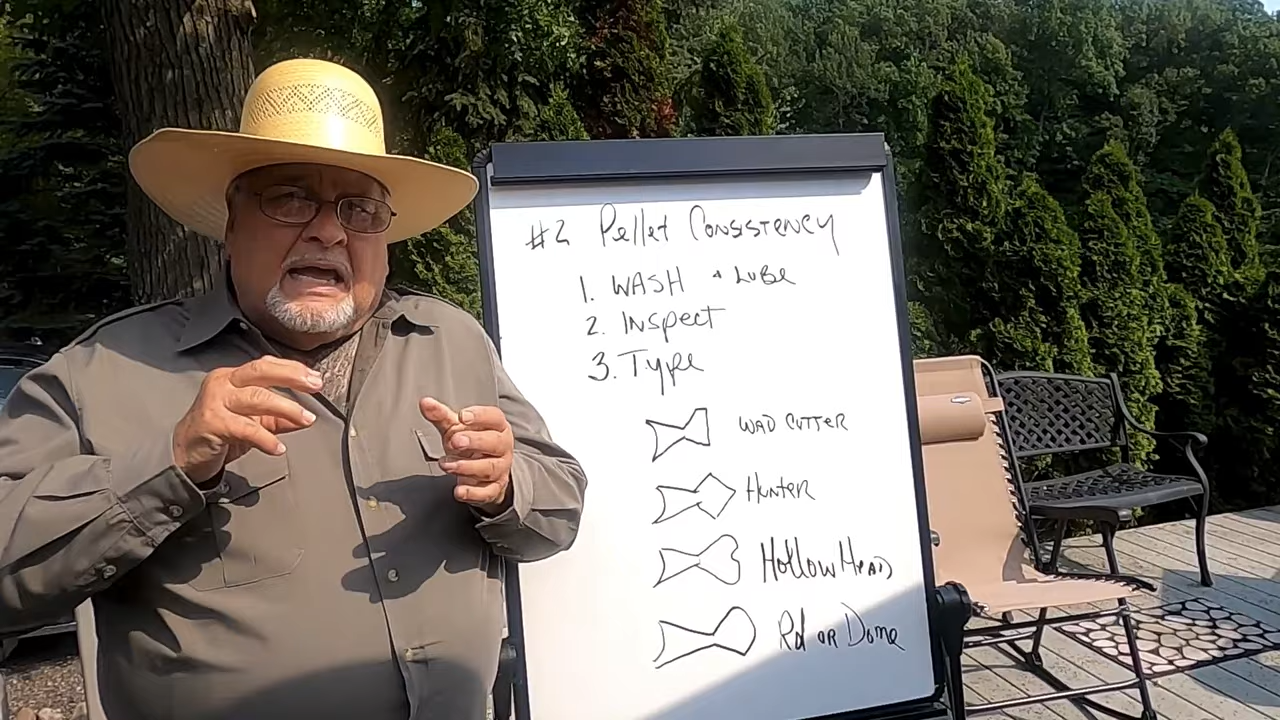 #2 Pellet Consistency
1. WASH & Lube
2. Inspect
3. Type
WAD CUTTER
Hunter
Hollow Head
Rd or Dome